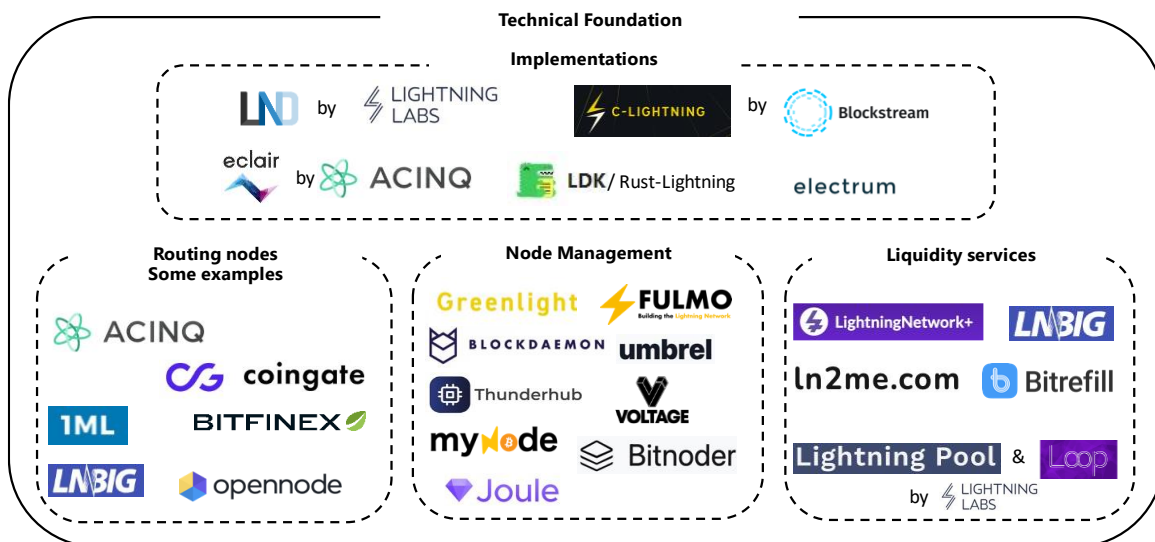 Technical Foundation
Implementations
LND by LIGHTNING LABS
C-LIGHTNING by Blockstream
eclair by ACINQ
LDK/ Rust-Lightning
electrum
Routing nodes
Some examples
ACINQ
coingate
1ML
BITFINEX
LNBIG
opennode
Node Management
Greenlight
FULMO
Building the Lightning Network
BLOCKDAEMON
umbrel
Thunderhub
VOLTAGE
myNode
Bitnoder
Joule
Liquidity services
LightningNetwork+
LNBIG
ln2me.com
Bitrefill
Lightning Pool & Loop
by LIGHTNING LABS